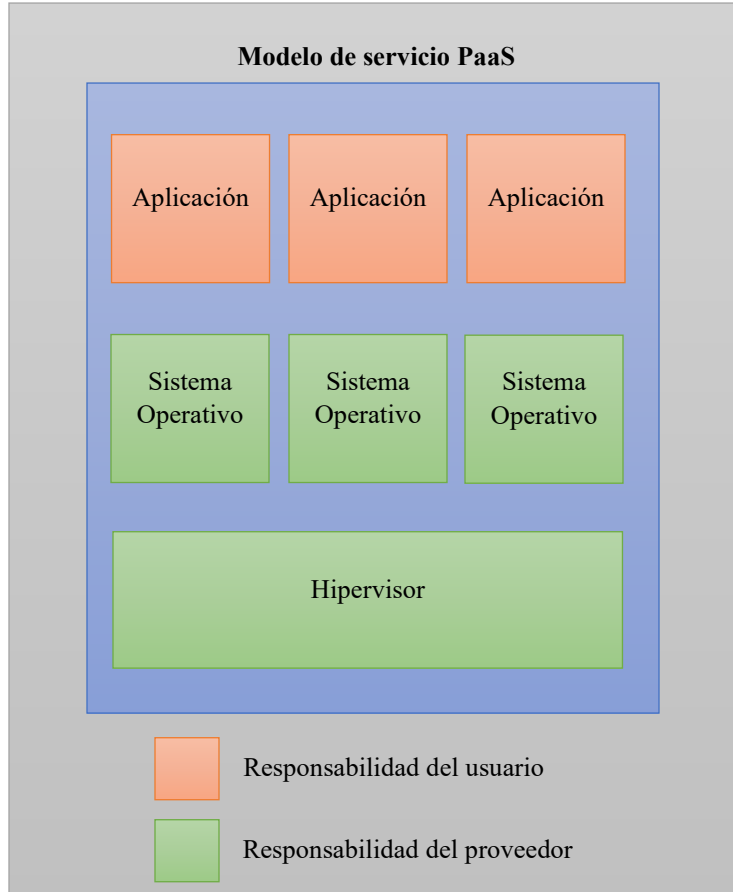 Modelo de servicio PaaS
Aplicación
Aplicación
Aplicación
Sistema
Operativo
Sistema
Operativo
Sistema
Operativo
Hipervisor
Responsabilidad del usuario
Responsabilidad del proveedor